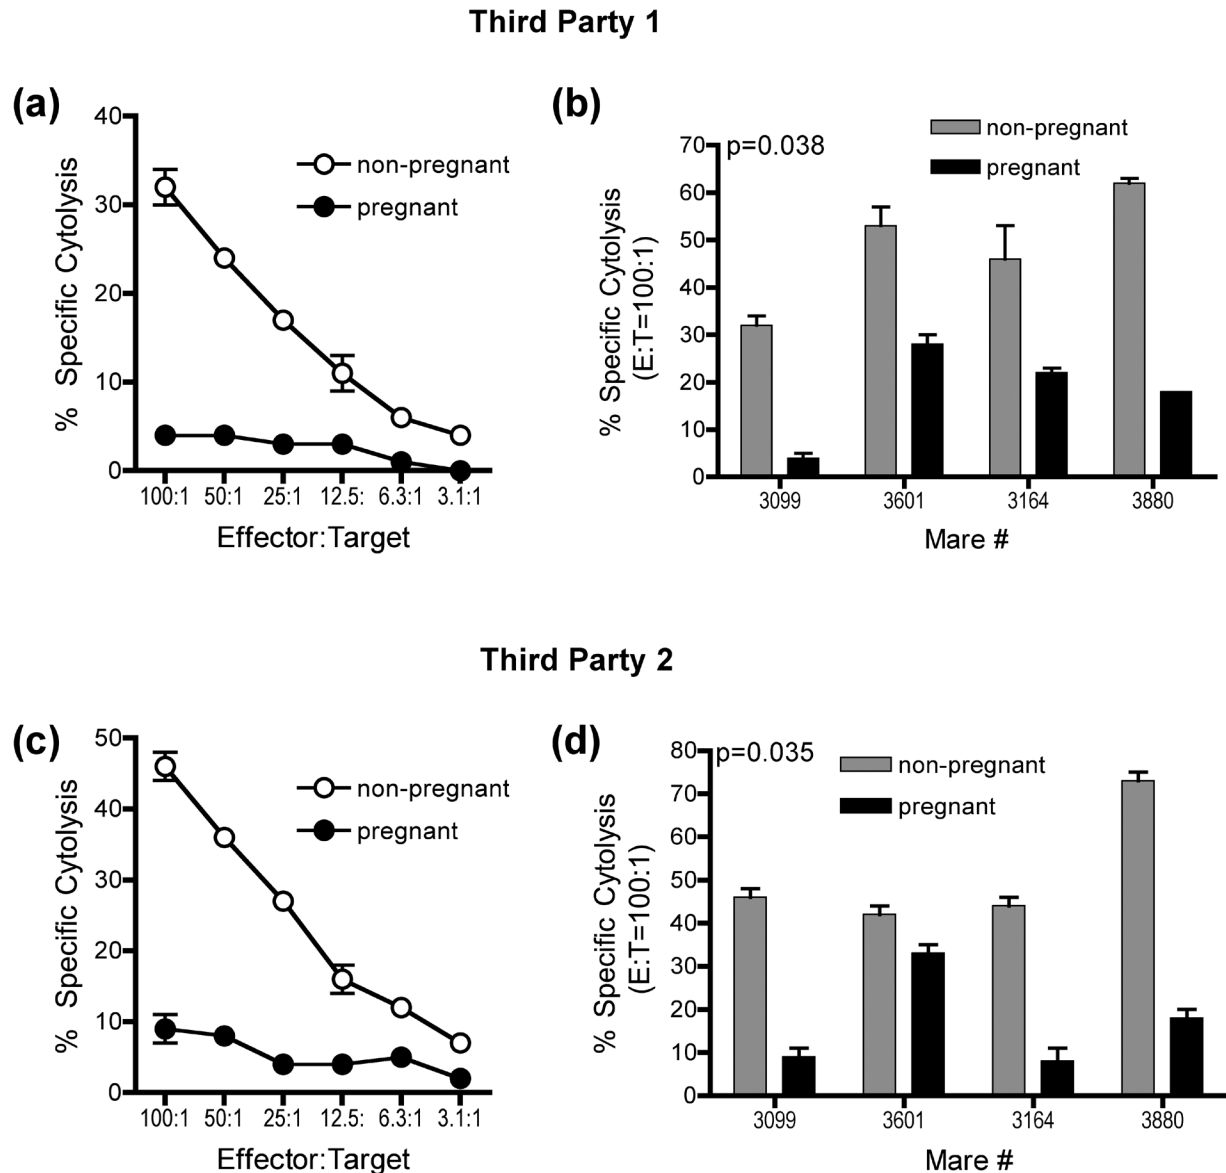 Third Party 1
(a)
% Specific Cytolysis
40
30
20
10
0
non-pregnant
pregnant
100:1 50:1 25:1 12.5: 6.3:1 3.1:1
Effector:Target
(b)
% Specific Cytolysis
(E:T=100:1)
p=0.038
non-pregnant
pregnant
70
60
50
40
30
20
10
0
3099 3601 3164 3880
Mare #
Third Party 2
(c)
% Specific Cytolysis
50
40
30
20
10
0
non-pregnant
pregnant
100:1 50:1 25:1 12.5: 6.3:1 3.1:1
Effector:Target
(d)
% Specific Cytolysis
(E:T=100:1)
p=0.035
non-pregnant
pregnant
80
70
60
50
40
30
20
10
0
3099 3601 3164 3880
Mare #